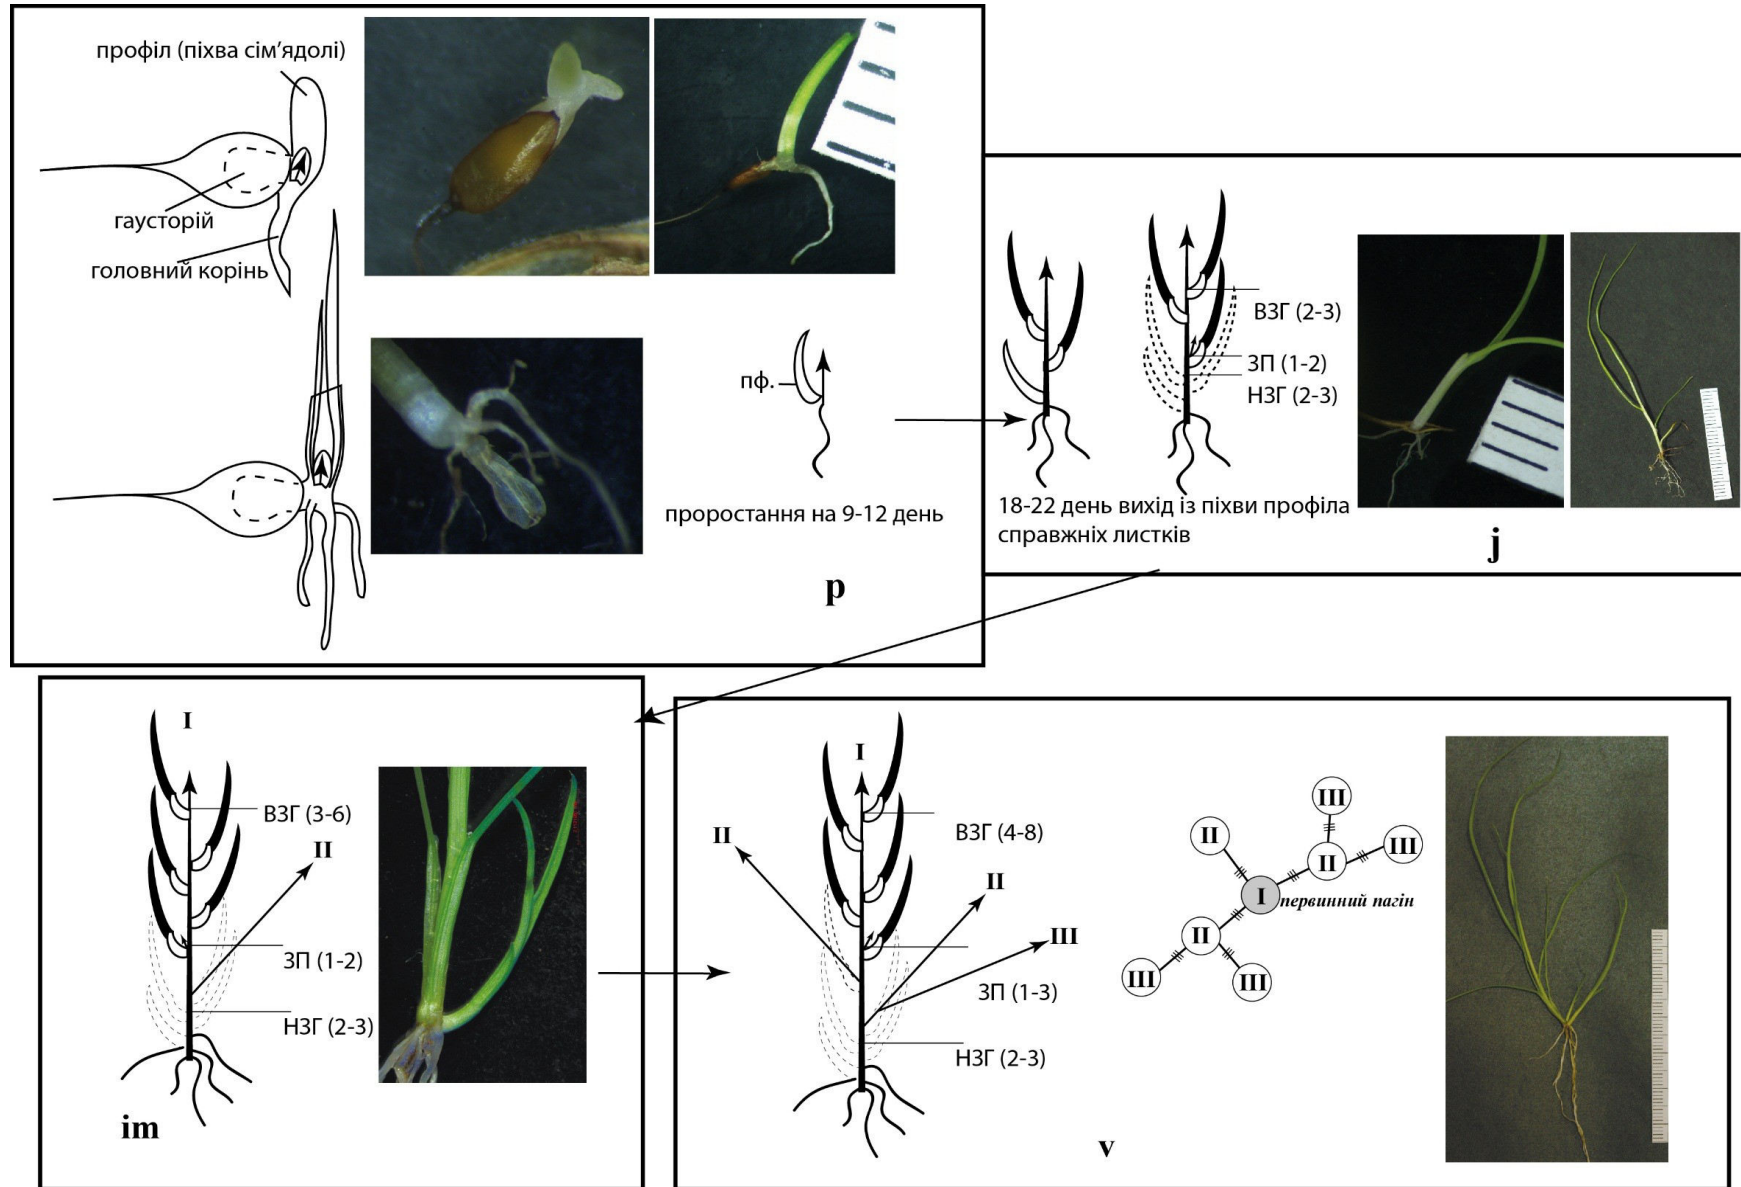 профіл (піхва сім’ядолі)
гаусторій
головний корінь
пф.
проростання на 9-12 день
p
ВЗГ (2-3)
ЗП (1-2)
НЗГ (2-3)
18-22 день вихід із піхви профіла
справжніх листків
j
I
ВЗГ (3-6)
II
ЗП (1-2)
НЗГ (2-3)
im
I
II
ВЗГ (4-8)
II
III
ЗП (1-3)
НЗГ (2-3)
v
III
II
III
II
I первинний пагін
II
III
III